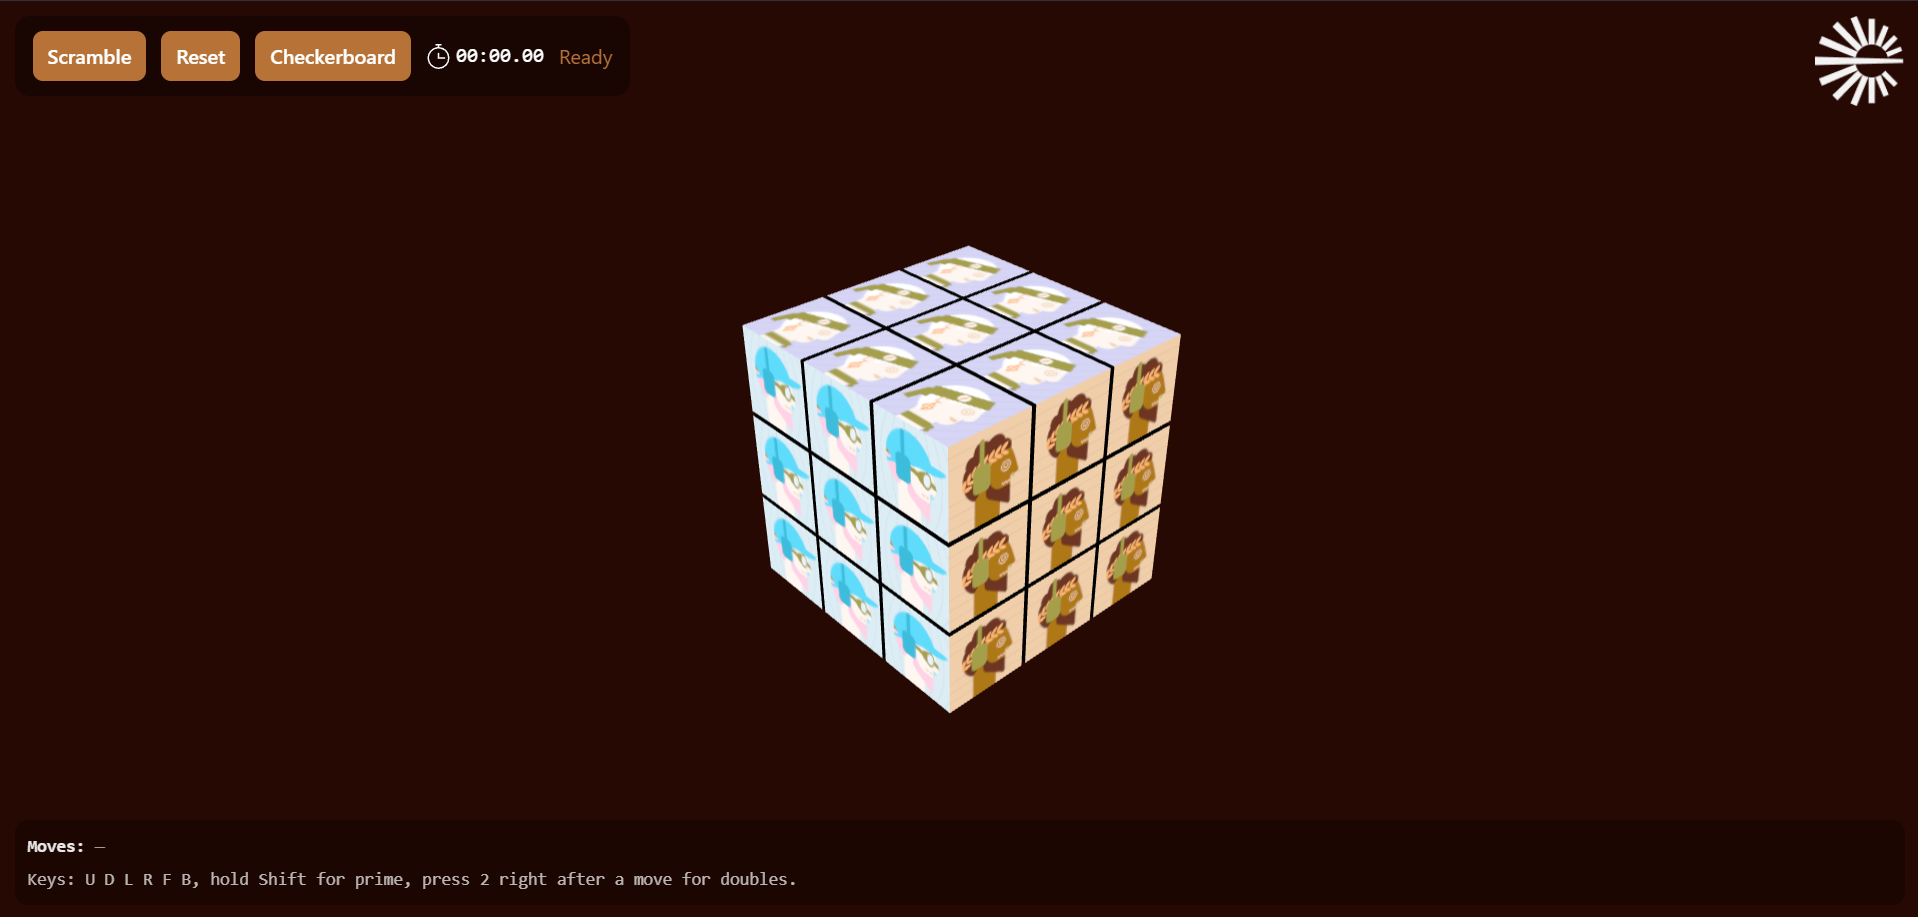 Scramble Reset Checkerboard 00:00.00 Ready
Moves: —
Keys: U D L R F B, hold Shift for prime, press 2 right after a move for doubles.